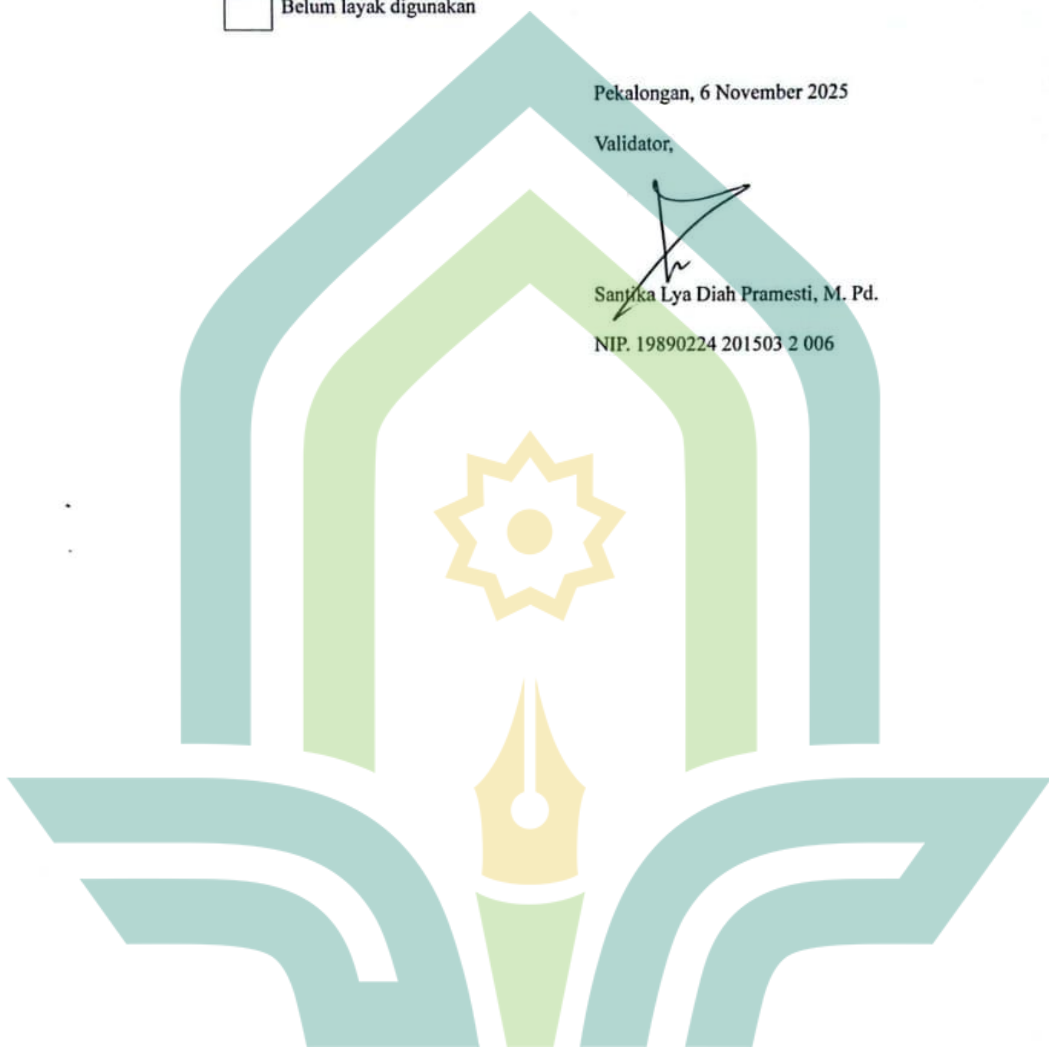 Belum layak digunakan
Pekalongan, 6 November 2025
Validator,
Santika Lya Diah Pramesti, M. Pd.
NIP. 19890224 201503 2 006